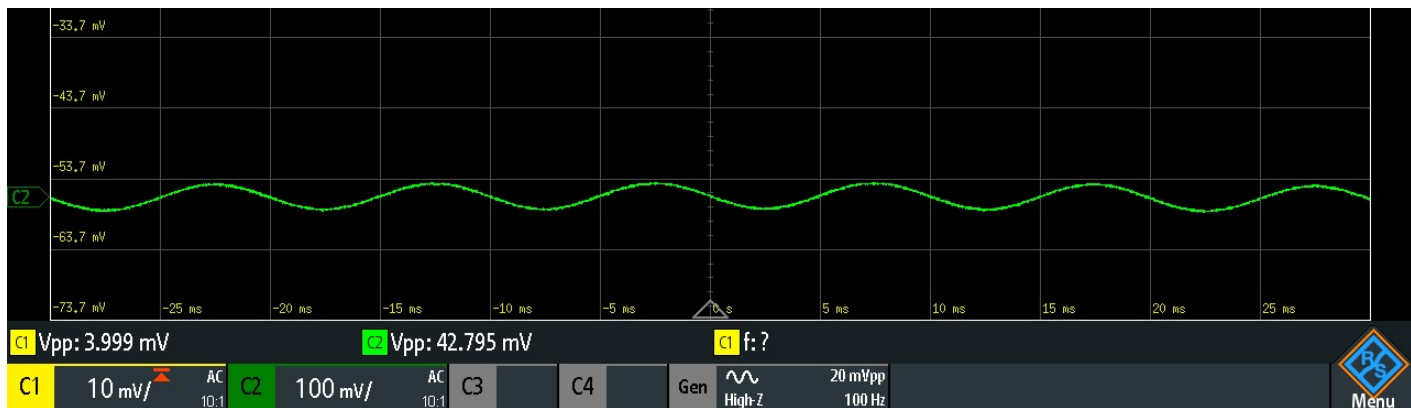 -33.7 mV
-43.7 mV
-53.7 mV
C2
-63.7 mV
-73.7 mV -25 ms -20 ms -15 ms -10 ms -5 ms 0 s 5 ms 10 ms 15 ms 20 ms 25 ms
C1 Vpp: 3.999 mV C2 Vpp: 42.795 mV C1 f: ?
C1 10 mV/ AC 10:1 C2 100 mV/ AC 10:1 C3 C4 Gen High-Z 20 mVpp 100 Hz
R S
Menu